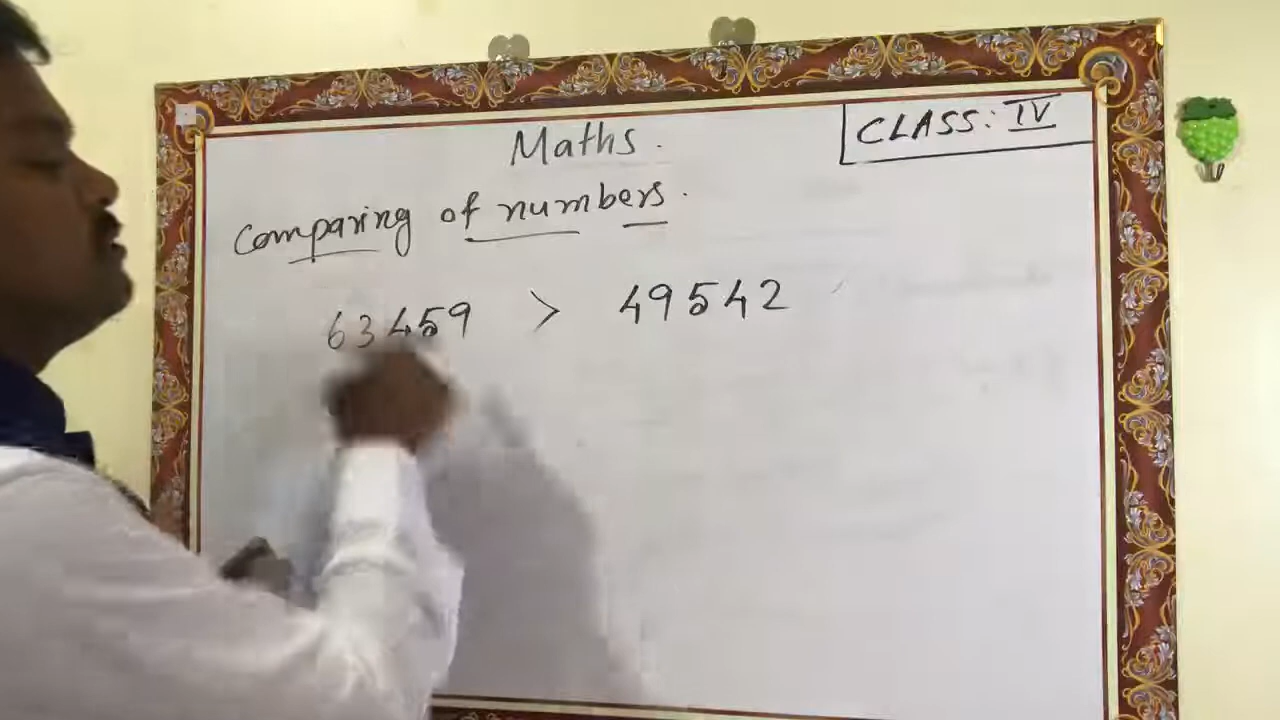 CLASS: IV
Maths.
Comparing of numbers.
63459 > 49542